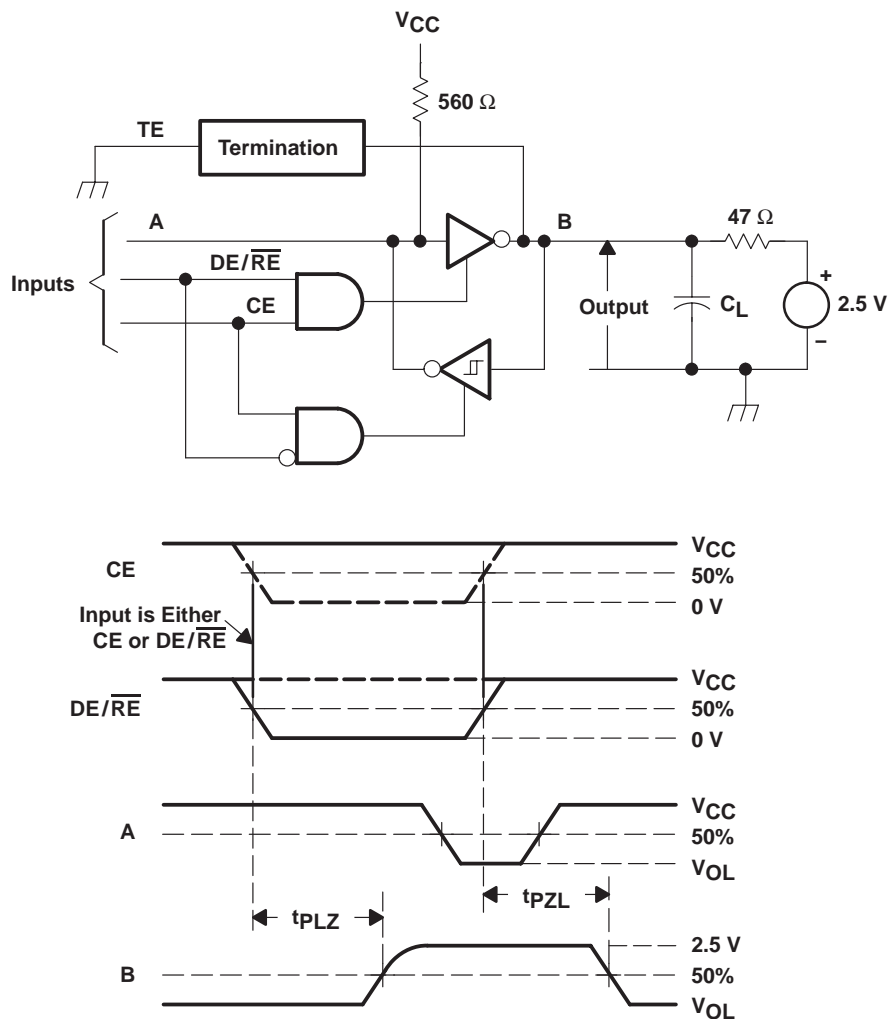 VCC
560 Ω
TE
Termination
A
B
47 Ω
DE/RE
Inputs
CE
Output
CL
+
2.5 V
–
CE
VCC
50%
0 V
Input is Either
CE or DE/RE
DE/RE
VCC
50%
0 V
A
VCC
50%
VOL
tPLZ
tPZL
B
2.5 V
50%
VOL